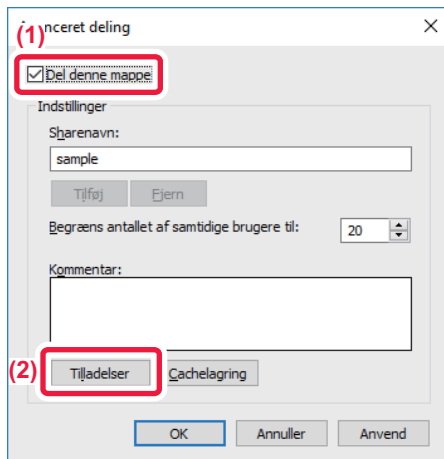 Avanceret deling
(1)
Del denne mappe
Indstillinger
Sharenavn:
sample
Tilføj Fjern
Begræns antallet af samtidige brugere til: 20
Kommentar:
(2) Tilladelser Cachelagring
OK Annuller Anvend